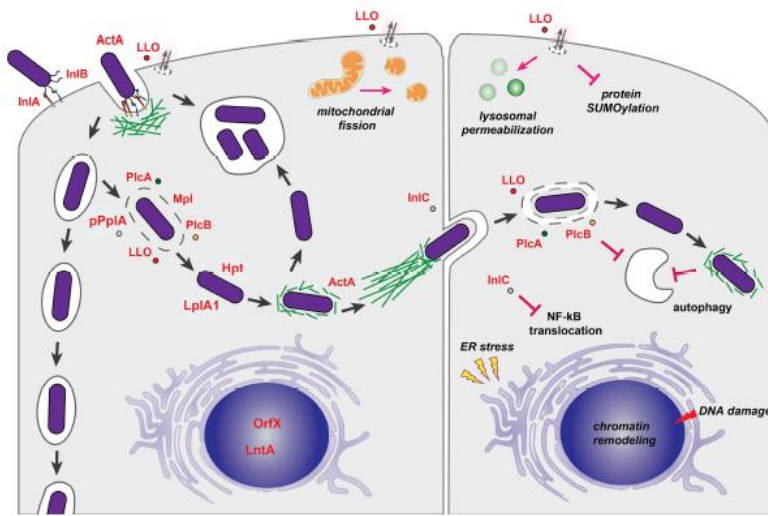 ActA
LLO
InlB
InlA
LLO
mitochondrial
fission
LLO
lysosomal
permeabilization
protein
SUMOylation
PlcA
Mpl
pPplA
PlcB
LLO
Hpt
LplA1
ActA
InlC
LLO
PlcA
PlcB
autophagy
InlC
NF-kB
translocation
ER stress
OrfX
LntA
chromatin
remodeling
DNA damage